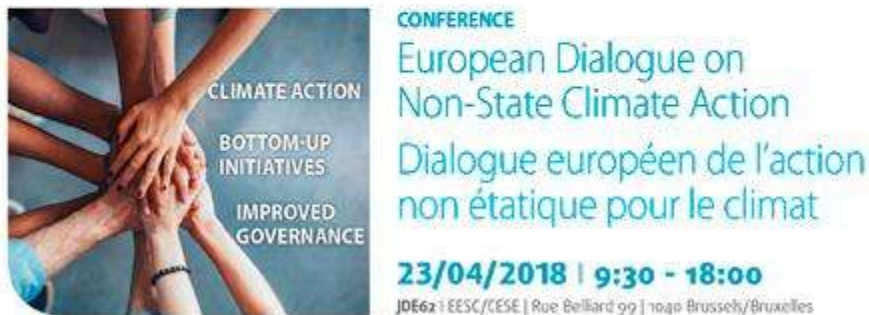 CLIMATE ACTION
BOTTOM-UP
INITIATIVES
IMPROVED
GOVERNANCE
CONFERENCE
European Dialogue on
Non-State Climate Action
Dialogue européen de l'action
non étatique pour le climat
23/04/2018 | 9:30 - 18:00
JDE62 | EESC/CESE | Rue Belliard 99 | 1040 Brussels/Bruxelles